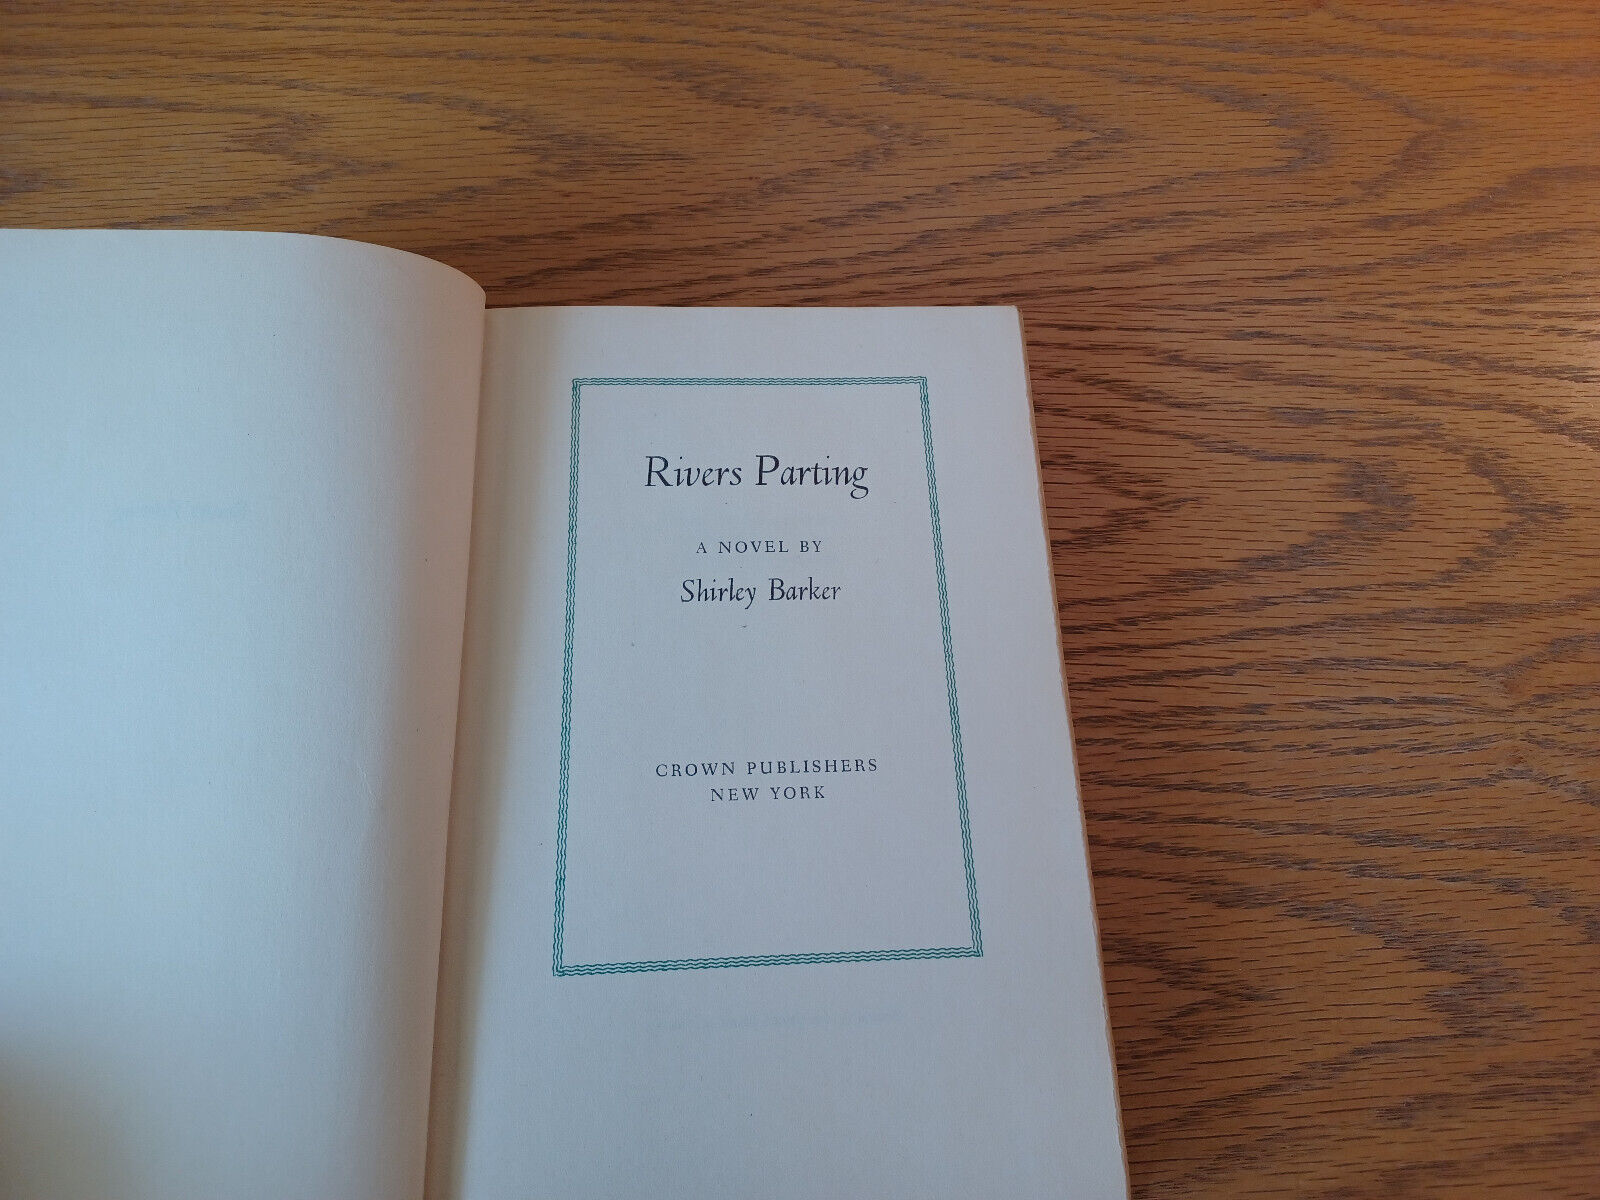 Rivers Parting
A NOVEL BY
Shirley Barker
CROWN PUBLISHERS
NEW YORK